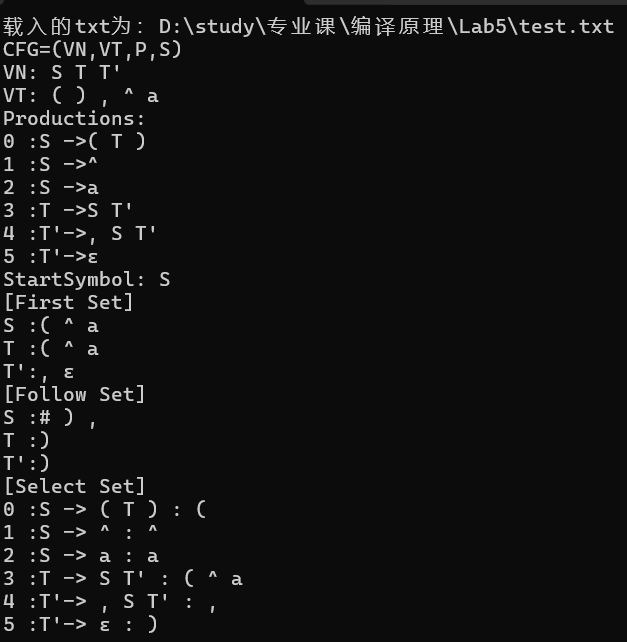 载入的txt为: D:\study\专业课\编译原理\Lab5\test.txt
CFG=(VN,VT,P,S)
VN: S T T'
VT: ( ) , ^ a
Productions:
0 :S ->( T )
1 :S ->^
2 :S ->a
3 :T ->S T'
4 :T'->, S T'
5 :T'->ε
StartSymbol: S
[First Set]
S :( ^ a
T :( ^ a
T':, ε
[Follow Set]
S :# ) ,
T :)
T':)
[Select Set]
0 :S -> ( T ) : (
1 :S -> ^ : ^
2 :S -> a : a
3 :T -> S T' : ( ^ a
4 :T'-> , S T' : ,
5 :T'-> ε : )